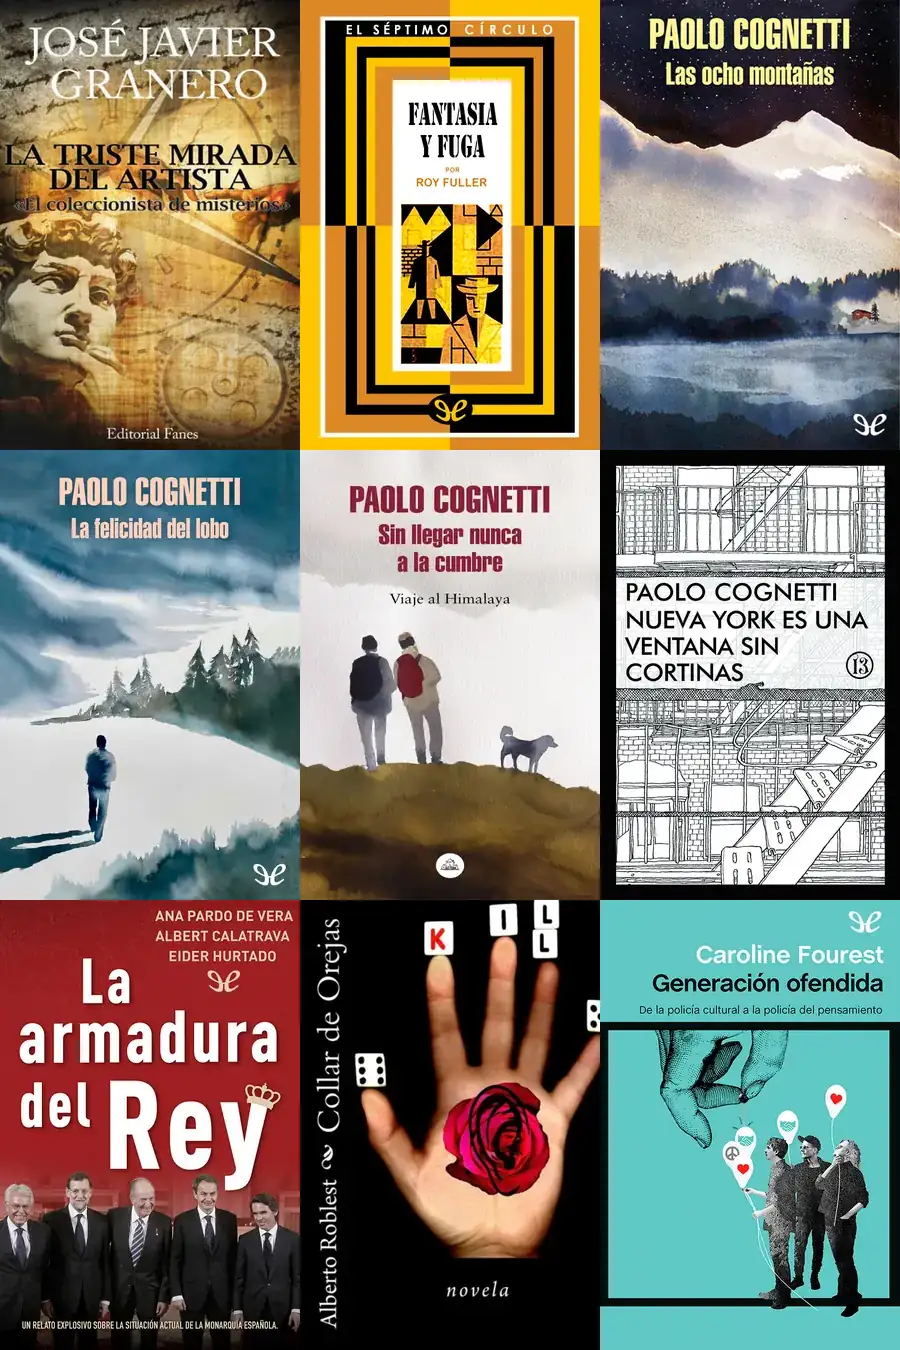 JOSÉ JAVIER
GRANERO
LA TRISTE MIRADA
DEL ARTISTA
«El coleccionista de misterios»
Editorial Fanes
EL SÉPTIMO CÍRCULO
FANTASIA
Y FUGA
POR
ROY FULLER
PAOLO COGNETTI
Las ocho montañas
PAOLO COGNETTI
La felicidad del lobo
PAOLO COGNETTI
Sin llegar nunca
a la cumbre
Viaje al Himalaya
PAOLO COGNETTI
NUEVA YORK ES UNA
VENTANA SIN
CORTINAS
13
ANA PARDO DE VERA
ALBERT CALATRAVA
EIDER HURTADO
La
armadura
del Rey
UN RELATO EXPLOSIVO SOBRE LA SITUACIÓN ACTUAL DE LA MONARQUÍA ESPAÑOLA.
Alberto Roblest ~ Collar de Orejas
K I L
L
novela
Caroline Fourest
Generación ofendida
De la policía cultural a la policía del pensamiento